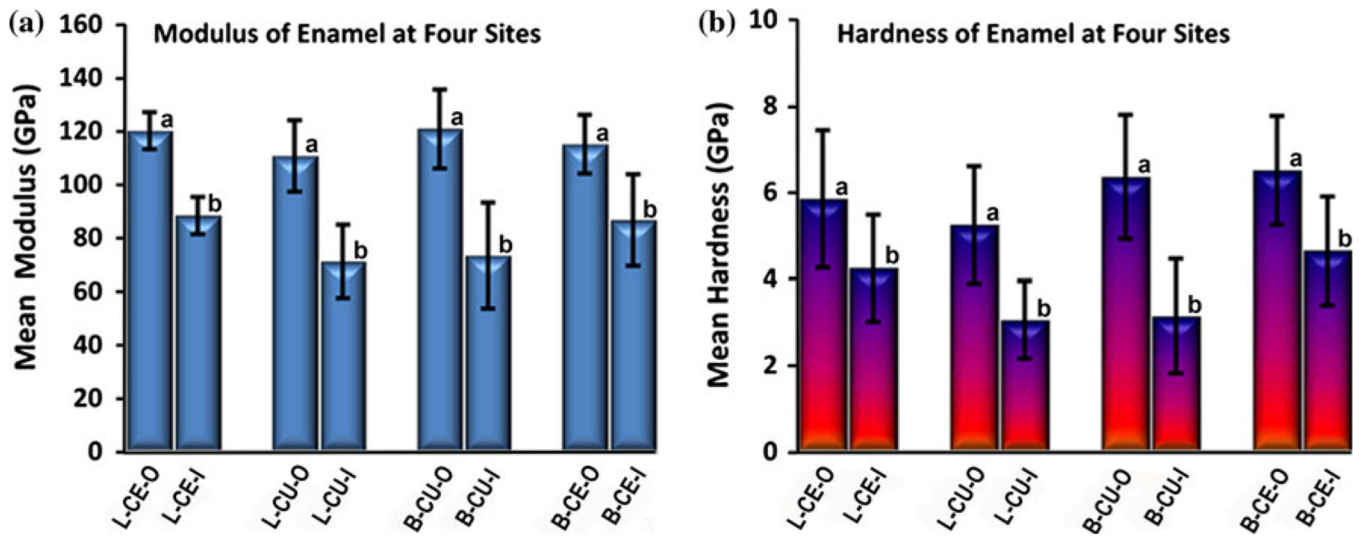 (a)
Modulus of Enamel at Four Sites
Mean Modulus (GPa)
160
140
120
100
80
60
40
20
0
a
b
a
b
a
b
a
b
L-CE-O
L-CE-I
L-CU-O
L-CU-I
B-CU-O
B-CU-I
B-CE-O
B-CE-I
(b)
Hardness of Enamel at Four Sites
Mean Hardness (GPa)
10
8
6
4
2
0
a
b
a
b
a
b
a
b
L-CE-O
L-CE-I
L-CU-O
L-CU-I
B-CU-O
B-CU-I
B-CE-O
B-CE-I